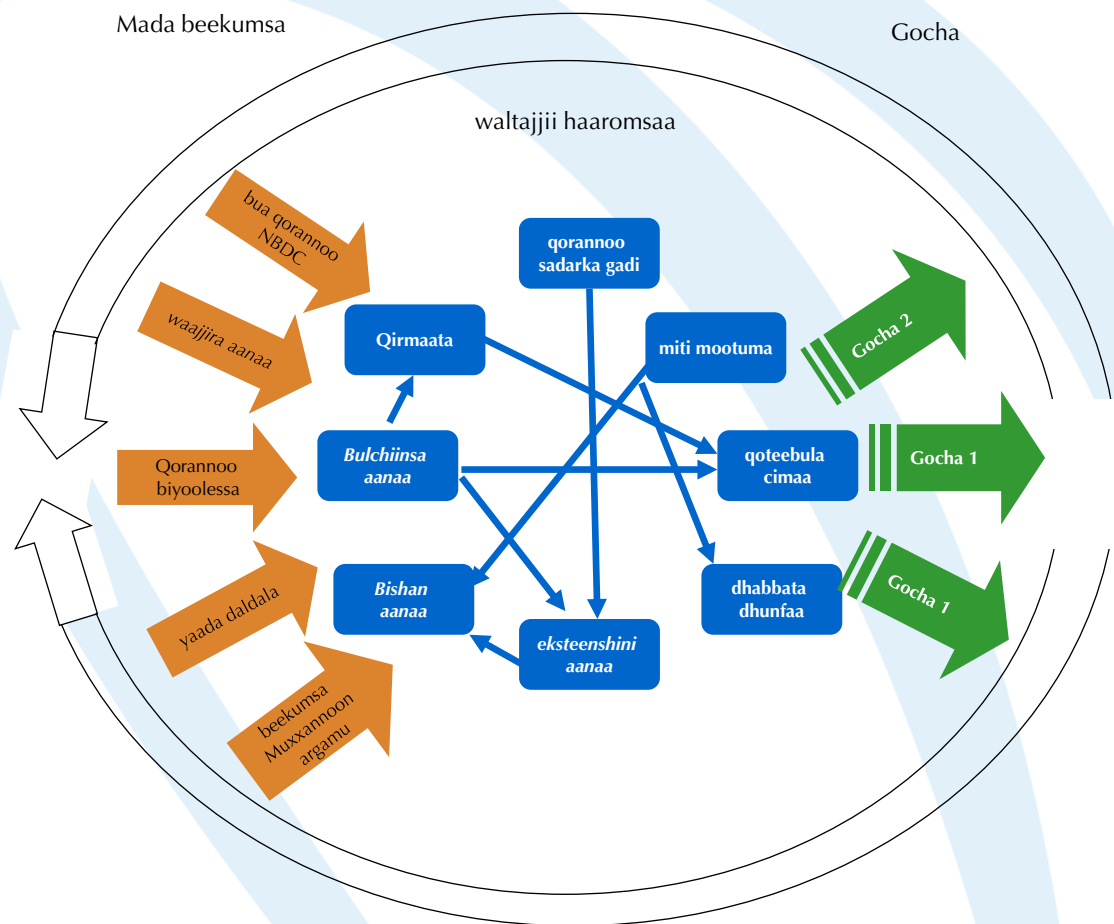 Mada beekumsa
Gocha
waltajjii haaromsaa
bua qorannoo
NBDC
waajjira aanaa
Qorannoo
biyoolessa
yaada daldala
beekumsa
Muxxannoon
argamu
qorannoo
sadarka gadi
Qirmaata
miti mootuma
Bulchiinsa
aanaa
qoteebula
cimaa
Bishan
aanaa
eksteenshini
aanaa
dhabbata
dhunfaa
Gocha 2
Gocha 1
Gocha 1